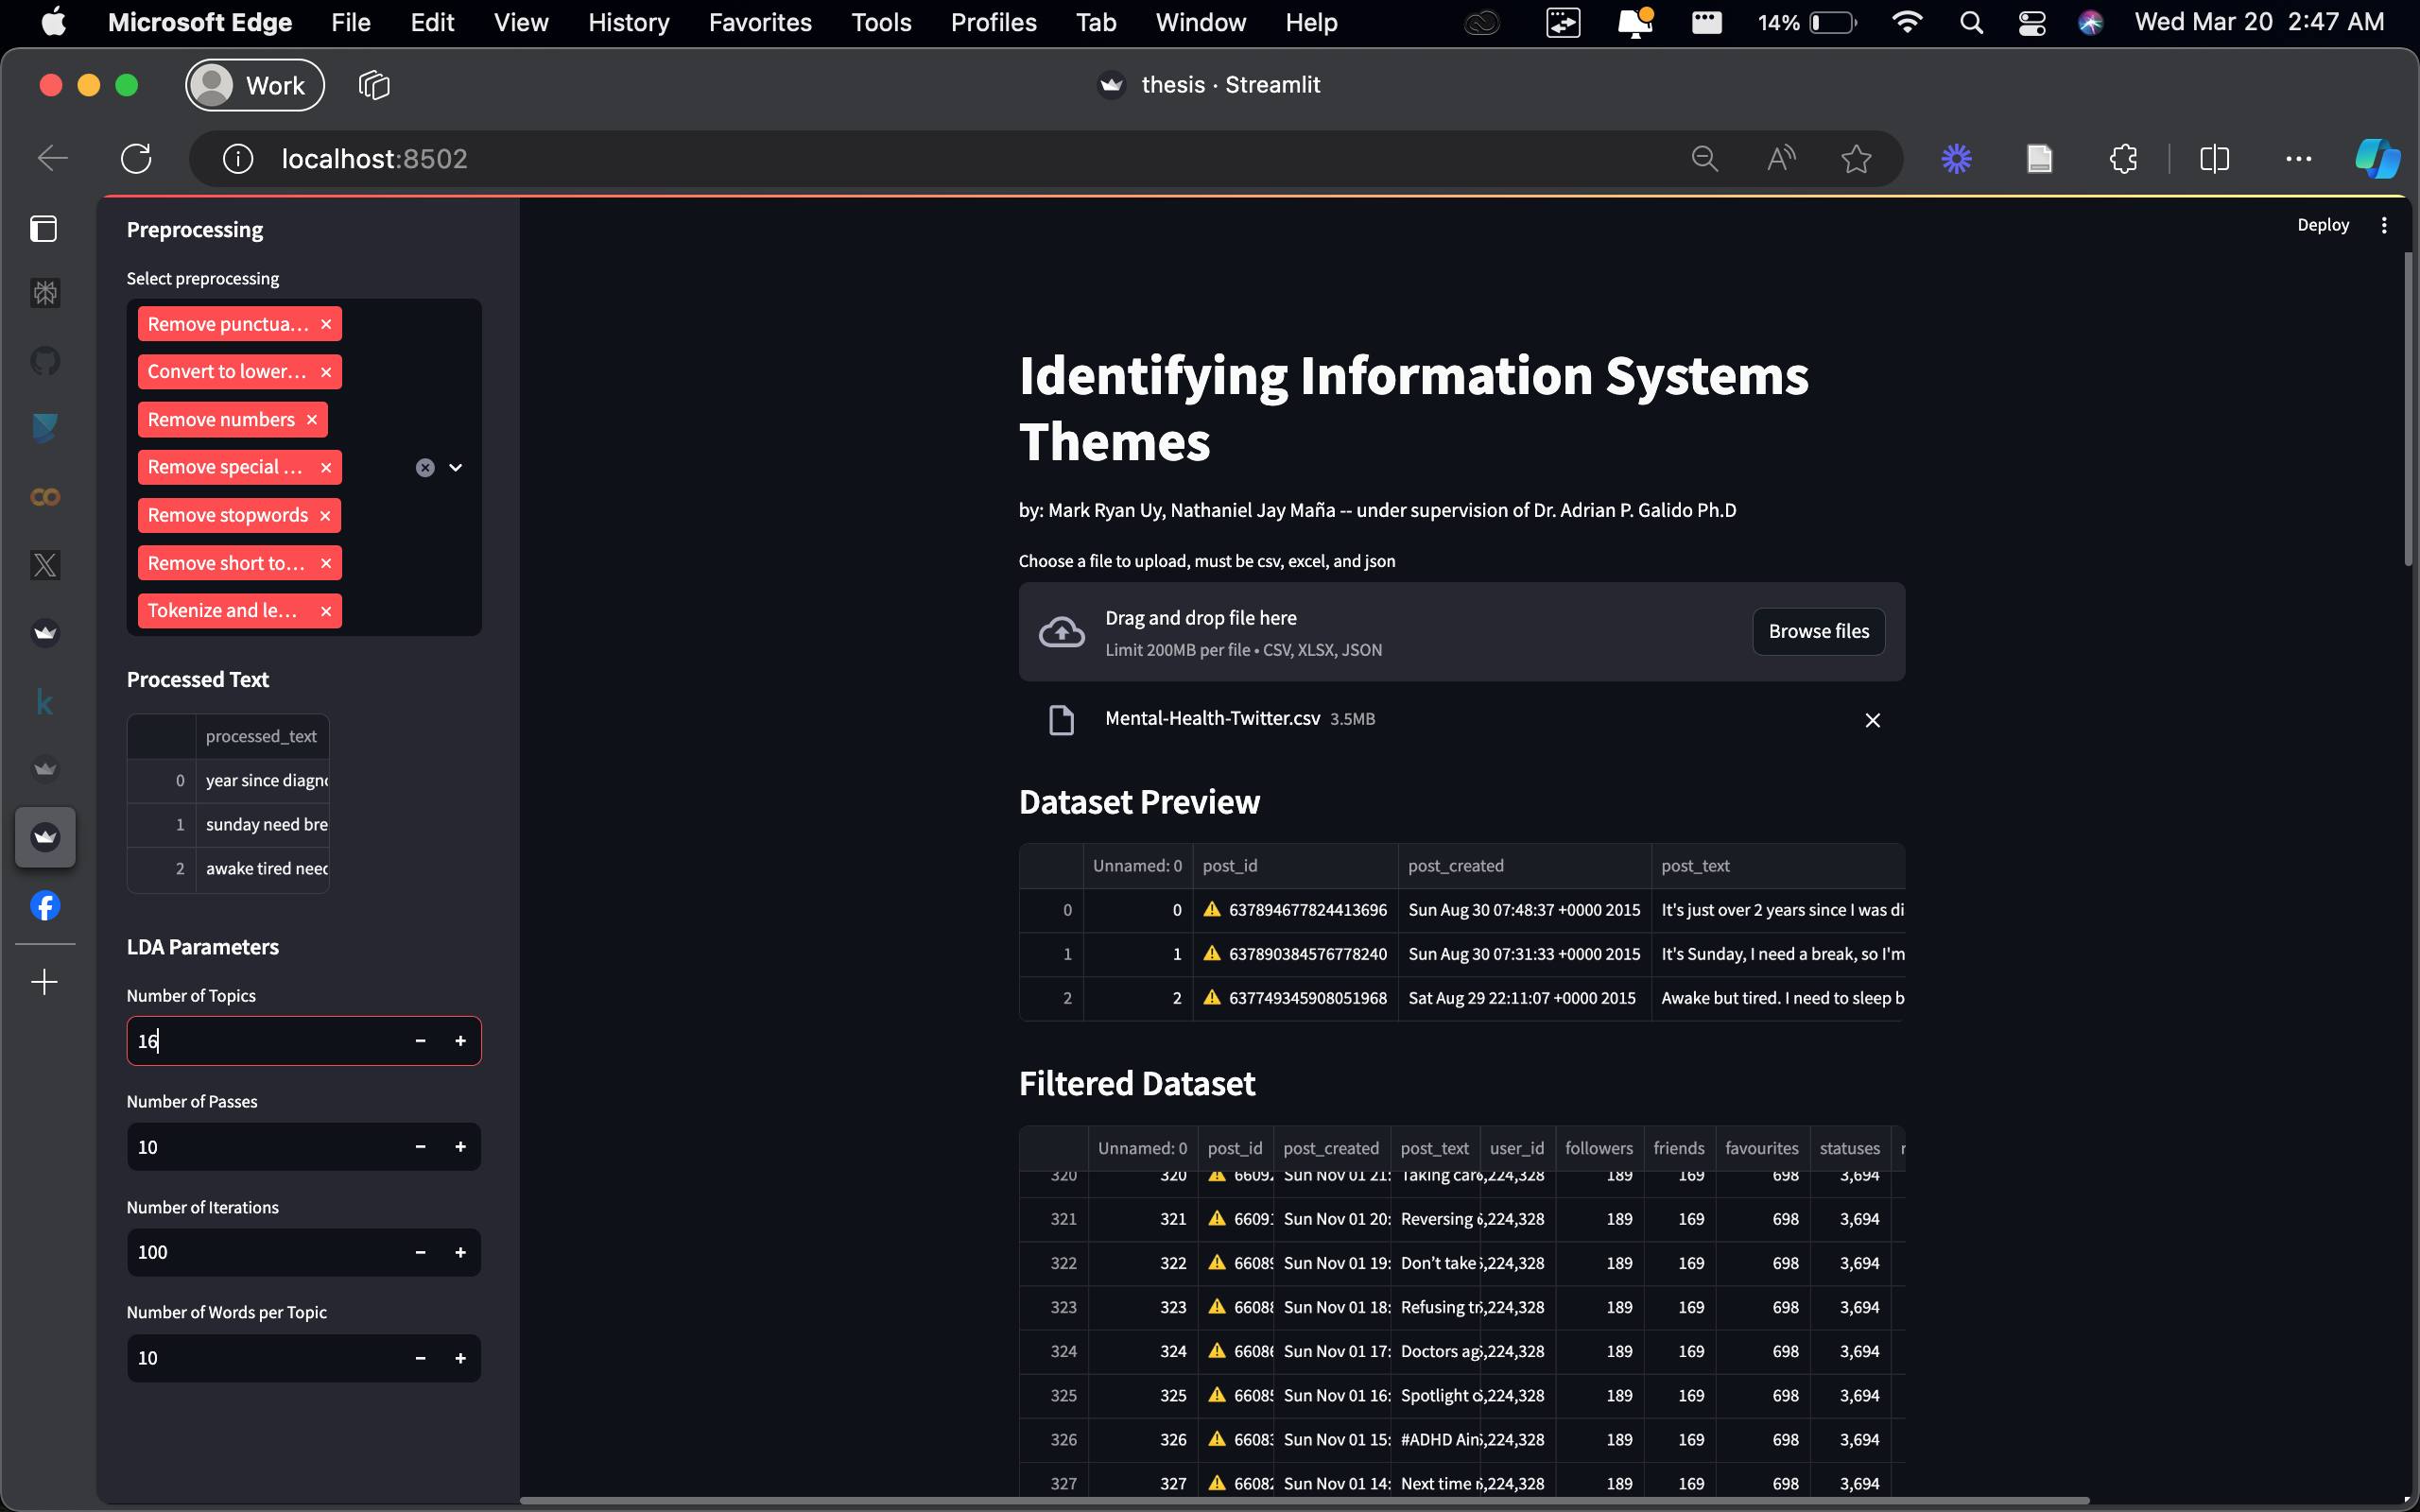 Microsoft Edge File Edit View History Favorites Tools Profiles Tab Window Help 14% Wed Mar 20 2:47 AM
Work
thesis · Streamlit
localhost:8502
Deploy
Preprocessing
Select preprocessing
Remove punctua...
Convert to lower...
Remove numbers
Remove special ...
Remove stopwords
Remove short to...
Tokenize and le...
Processed Text
processed_text
0 year since diagn
1 sunday need bre
2 awake tired need
LDA Parameters
Number of Topics
16
Number of Passes
10
Number of Iterations
100
Number of Words per Topic
10
Identifying Information Systems
Themes
by: Mark Ryan Uy, Nathaniel Jay Maña -- under supervision of Dr. Adrian P. Galido Ph.D
Choose a file to upload, must be csv, excel, and json
Drag and drop file here
Limit 200MB per file • CSV, XLSX, JSON
Browse files
Mental-Health-Twitter.csv 3.5MB
Dataset Preview
Unnamed: 0 post_id post_created post_text
0 0 637894677824413696 Sun Aug 30 07:48:37 +0000 2015 It's just over 2 years since I was di
1 1 637890384576778240 Sun Aug 30 07:31:33 +0000 2015 It's Sunday, I need a break, so I'm
2 2 637749345908051968 Sat Aug 29 22:11:07 +0000 2015 Awake but tired. I need to sleep b
Filtered Dataset
Unnamed: 0 post_id post_created post_text user_id followers friends favourites statuses
320 320 6609 Sun Nov 01 21: Taking car ,224,328 189 169 698 3,694
321 321 6609 Sun Nov 01 20: Reversing ,224,328 189 169 698 3,694
322 322 6608 Sun Nov 01 19: Don't take ,224,328 189 169 698 3,694
323 323 6608 Sun Nov 01 18: Refusing tr ,224,328 189 169 698 3,694
324 324 6608 Sun Nov 01 17: Doctors ag ,224,328 189 169 698 3,694
325 325 6608 Sun Nov 01 16: Spotlight ,224,328 189 169 698 3,694
326 326 6608 Sun Nov 01 15: #ADHD Ain ,224,328 189 169 698 3,694
327 327 6608 Sun Nov 01 14: Next time ,224,328 189 169 698 3,694